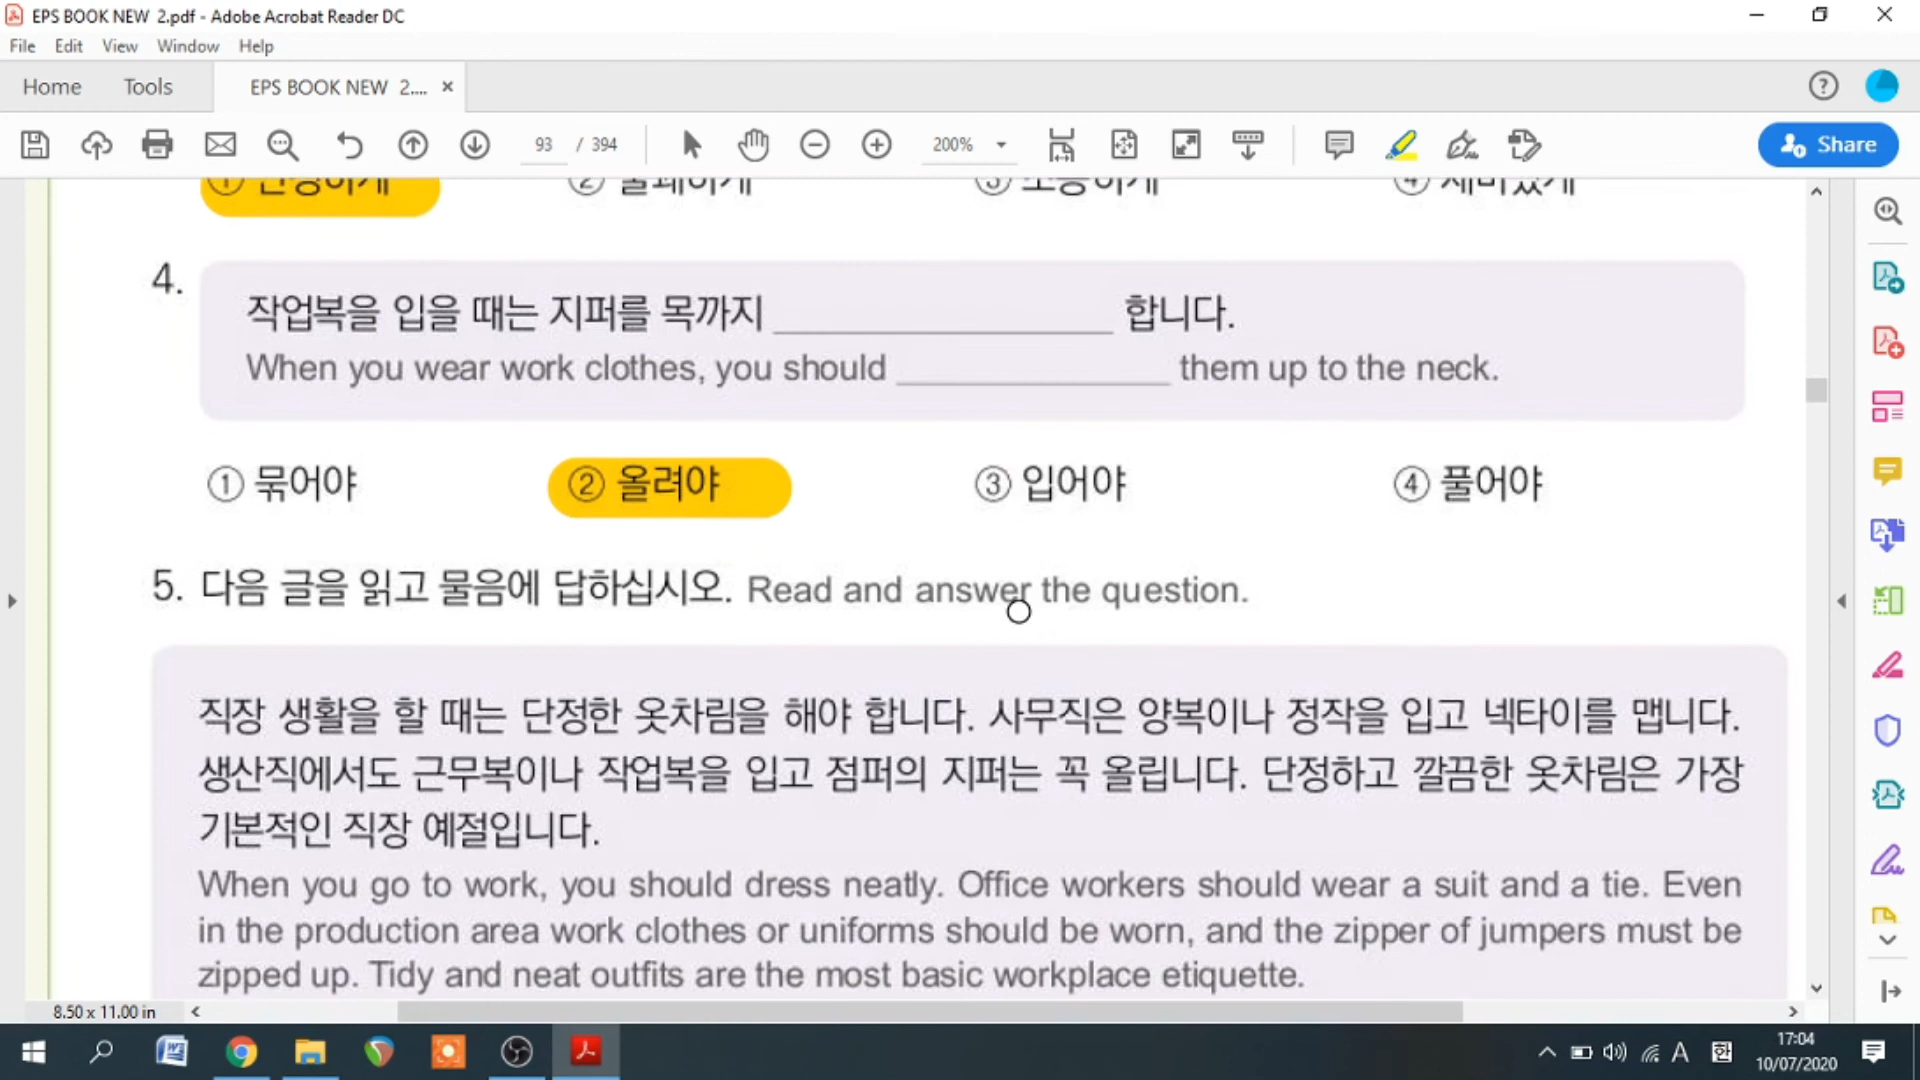 EPS BOOK NEW 2.pdf - Adobe Acrobat Reader DC
File Edit View Window Help
Home Tools EPS BOOK NEW 2.... ×
93 / 394 200% Share
4.
작업복을 입을 때는 지퍼를 목까지 ________ 합니다.
When you wear work clothes, you should ________ them up to the neck.
① 묶어야 ② 올려야 ③ 입어야 ④ 풀어야
5. 다음 글을 읽고 물음에 답하십시오. Read and answer the question.
직장 생활을 할 때는 단정한 옷차림을 해야 합니다. 사무직은 양복이나 정작을 입고 넥타이를 맵니다.
생산직에서도 근무복이나 작업복을 입고 점퍼의 지퍼는 꼭 올립니다. 단정하고 깔끔한 옷차림은 가장
기본적인 직장 예절입니다.
When you go to work, you should dress neatly. Office workers should wear a suit and a tie. Even
in the production area work clothes or uniforms should be worn, and the zipper of jumpers must be
zipped up. Tidy and neat outfits are the most basic workplace etiquette.
8.50 x 11.00 in
A 한 17:04
10/07/2020